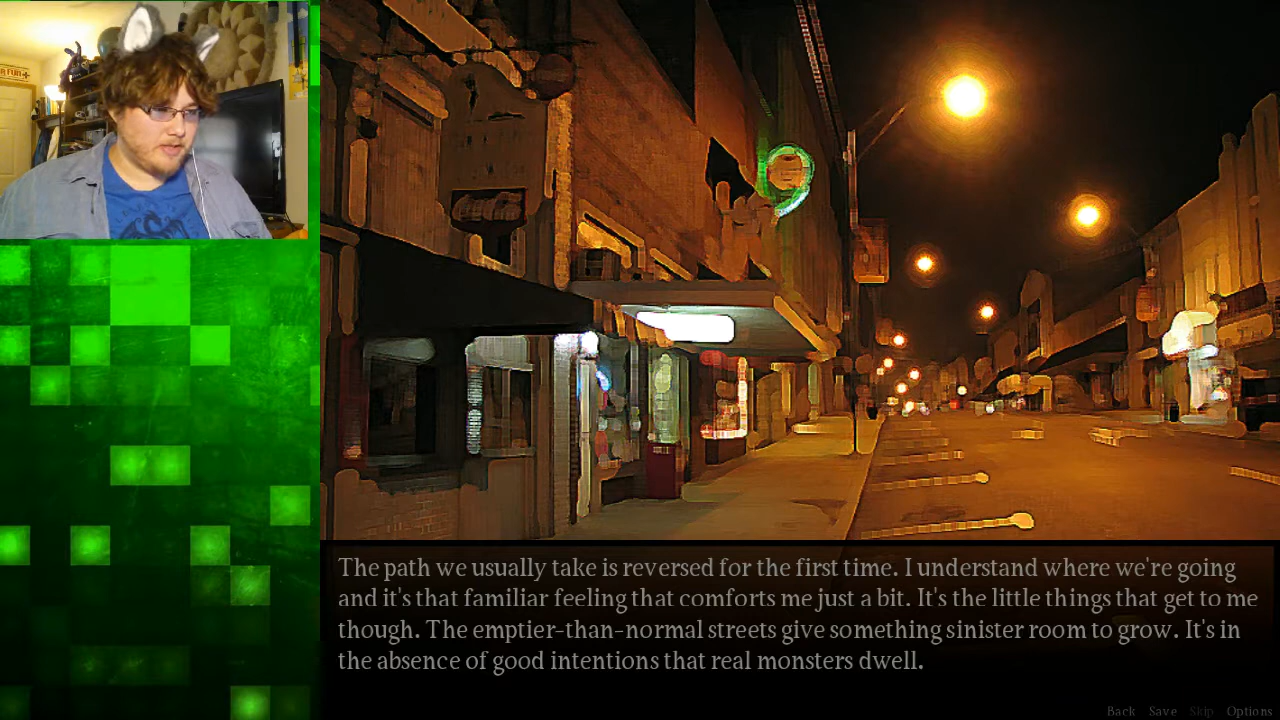 The path we usually take is reversed for the first time. I understand where we're going
and it's that familiar feeling that comforts me just a bit. It's the little things that get to me
though. The emptier-than-normal streets give something sinister room to grow. It's in
the absence of good intentions that real monsters dwell.
Back Save Skip Options